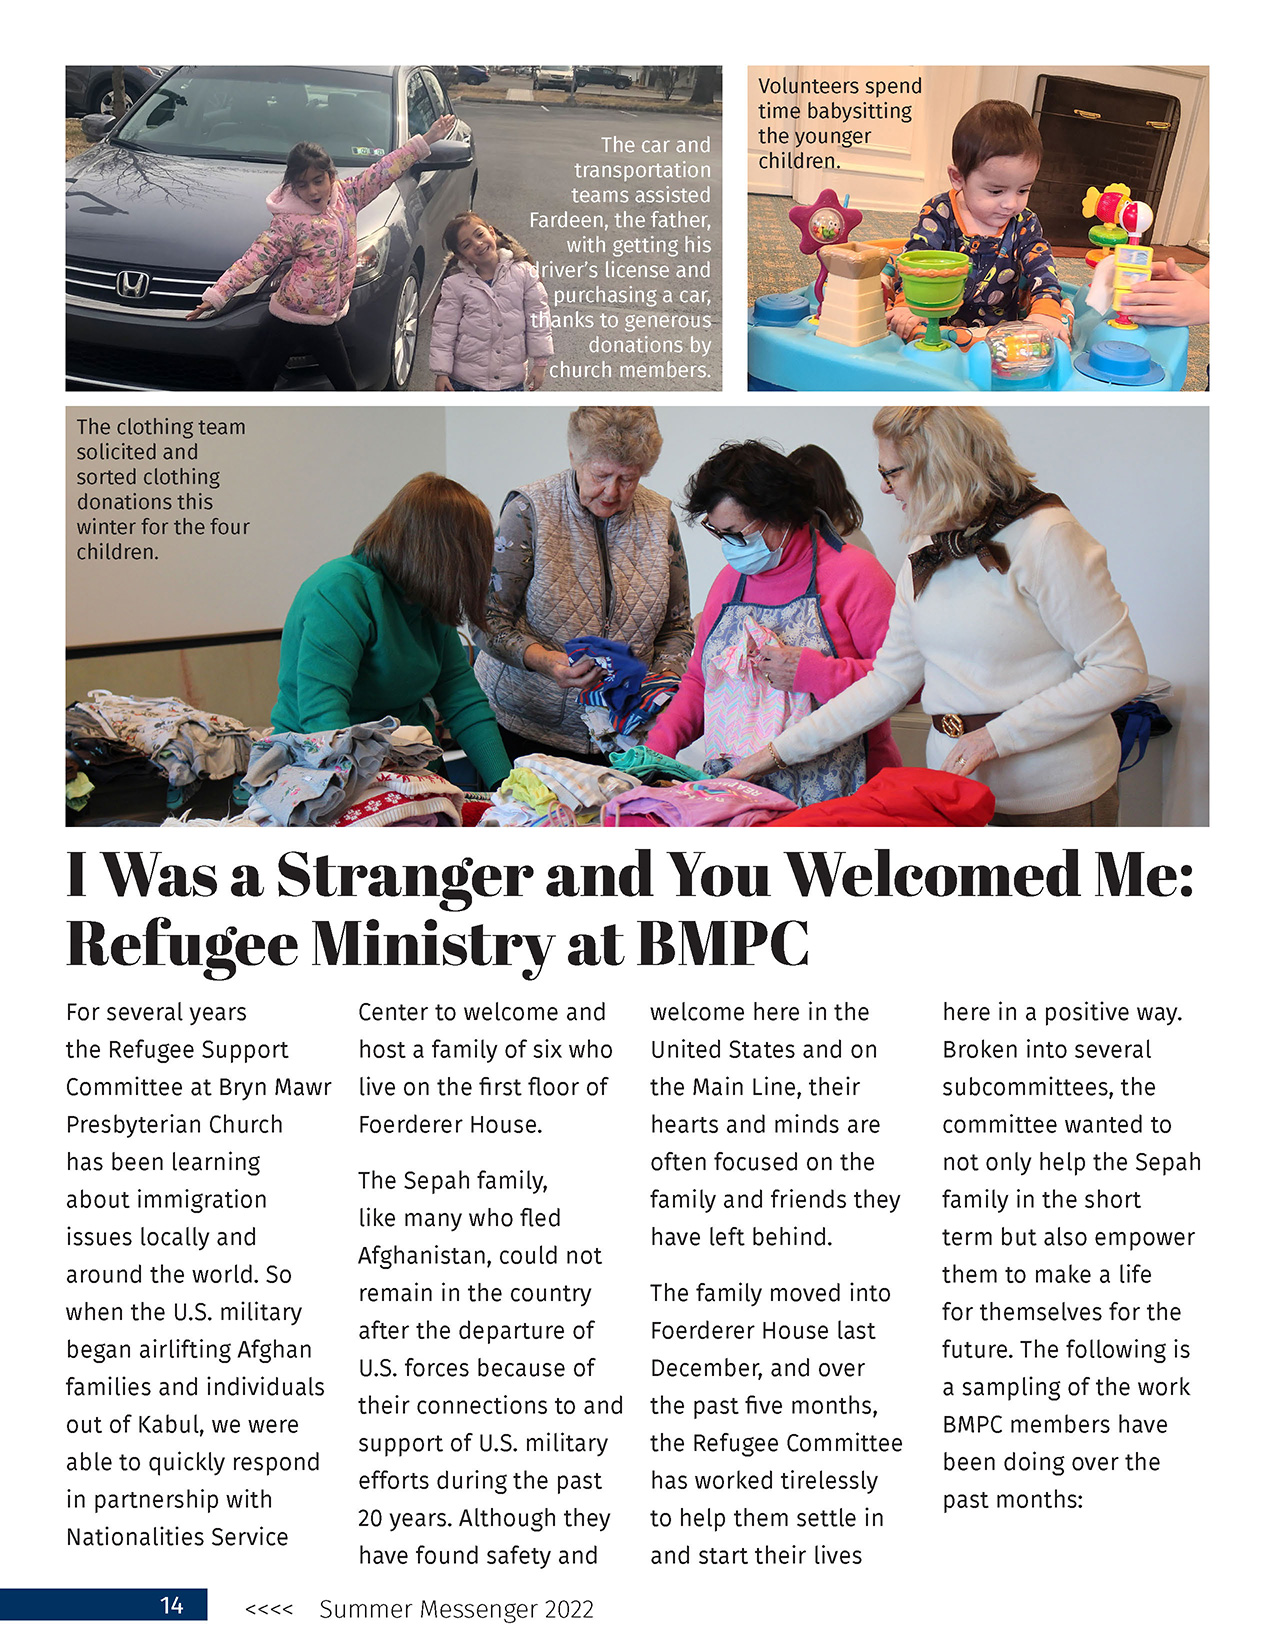 The car and
transportation
teams assisted
Fardeen, the father,
with getting his
driver's license and
purchasing a car,
thanks to generous
donations by
church members.
Volunteers spend
time babysitting
the younger
children.
The clothing team
solicited and
sorted clothing
donations this
winter for the four
children.
I Was a Stranger and You Welcomed Me:
Refugee Ministry at BMPC
For several years
the Refugee Support
Committee at Bryn Mawr
Presbyterian Church
has been learning
about immigration
issues locally and
around the world. So
when the U.S. military
began airlifting Afghan
families and individuals
out of Kabul, we were
able to quickly respond
in partnership with
Nationalities Service
Center to welcome and
host a family of six who
live on the first floor of
Foerderer House.
The Sepah family,
like many who fled
Afghanistan, could not
remain in the country
after the departure of
U.S. forces because of
their connections to and
support of U.S. military
efforts during the past
20 years. Although they
have found safety and
welcome here in the
United States and on
the Main Line, their
hearts and minds are
often focused on the
family and friends they
have left behind.
The family moved into
Foerderer House last
December, and over
the past five months,
the Refugee Committee
has worked tirelessly
to help them settle in
and start their lives
here in a positive way.
Broken into several
subcommittees, the
committee wanted to
not only help the Sepah
family in the short
term but also empower
them to make a life
for themselves for the
future. The following is
a sampling of the work
BMPC members have
been doing over the
past months:
14
<<<< Summer Messenger 2022